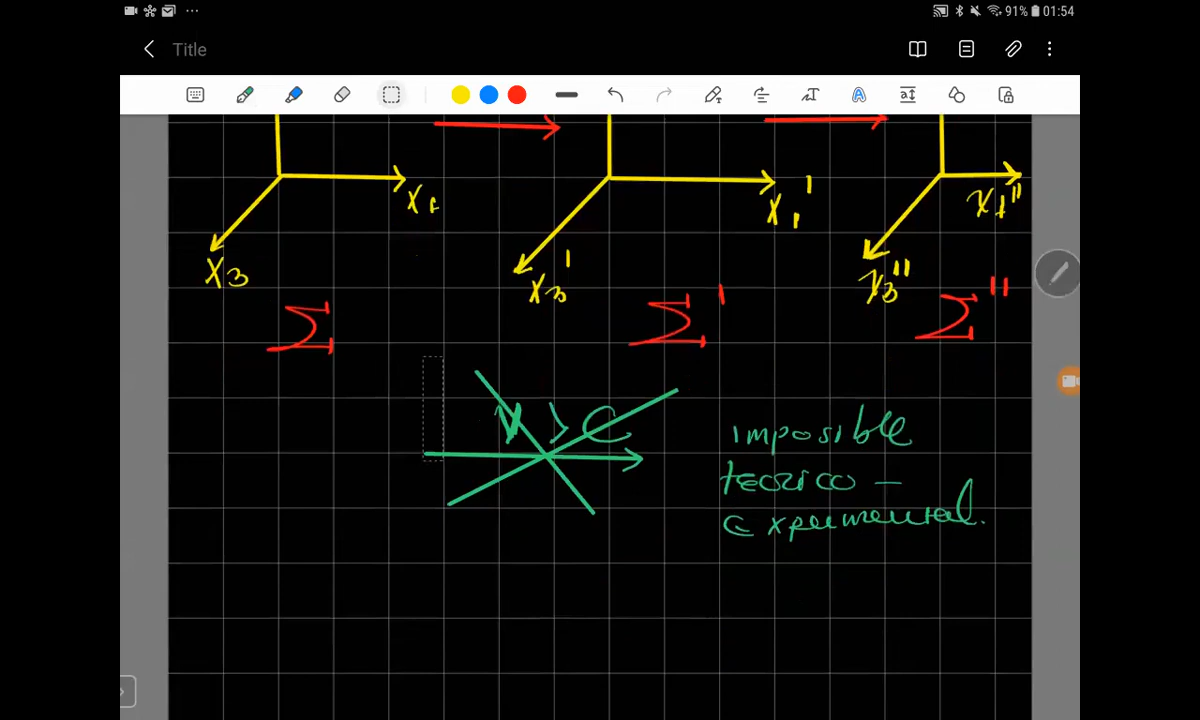 91% 01:54
Title
X₁ X₁' X₁''
X₃ X₃' X₃''
Σ Σ' Σ''
V > C
imposible
teorico —
experimental.